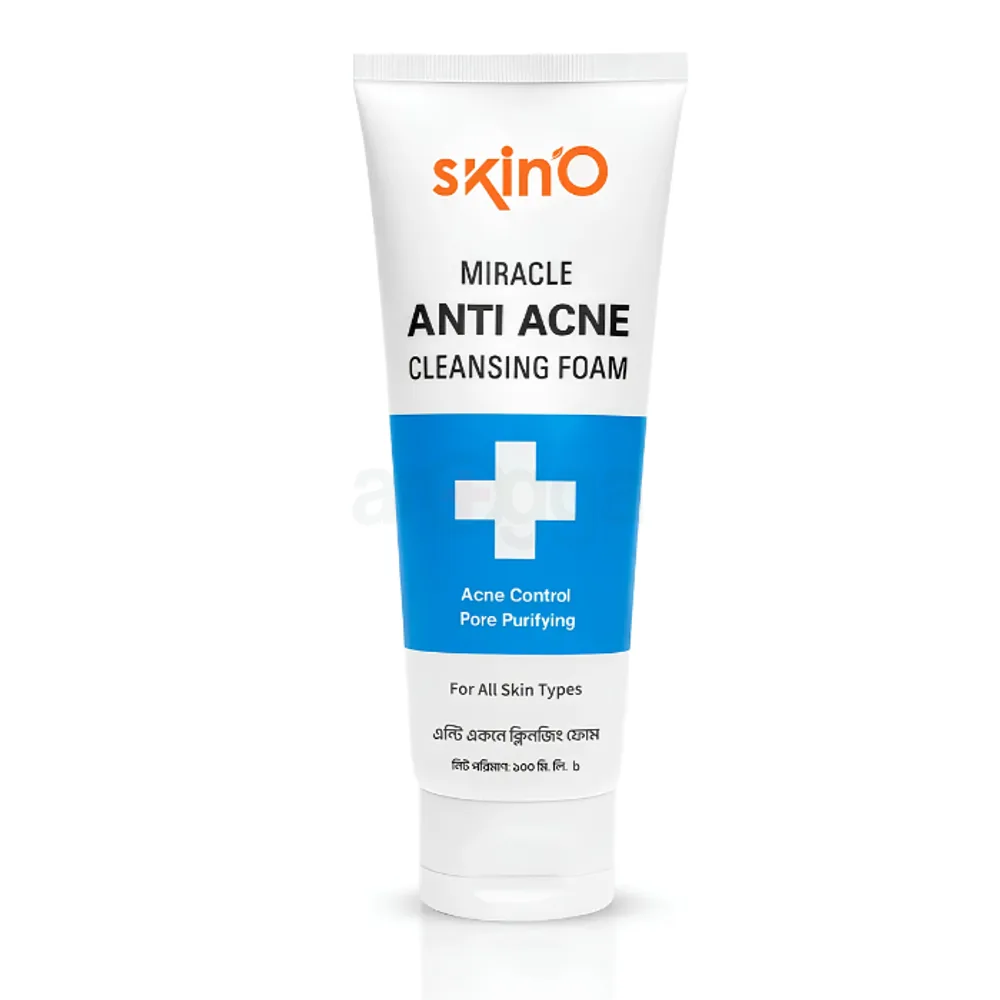 skin'O
MIRACLE
ANTI ACNE
CLEANSING FOAM
Acne Control
Pore Purifying
For All Skin Types
এন্টি একনে ক্লিনজিং ফোম
নিট পরিমাণ: ১০০ মি. লি. ৳